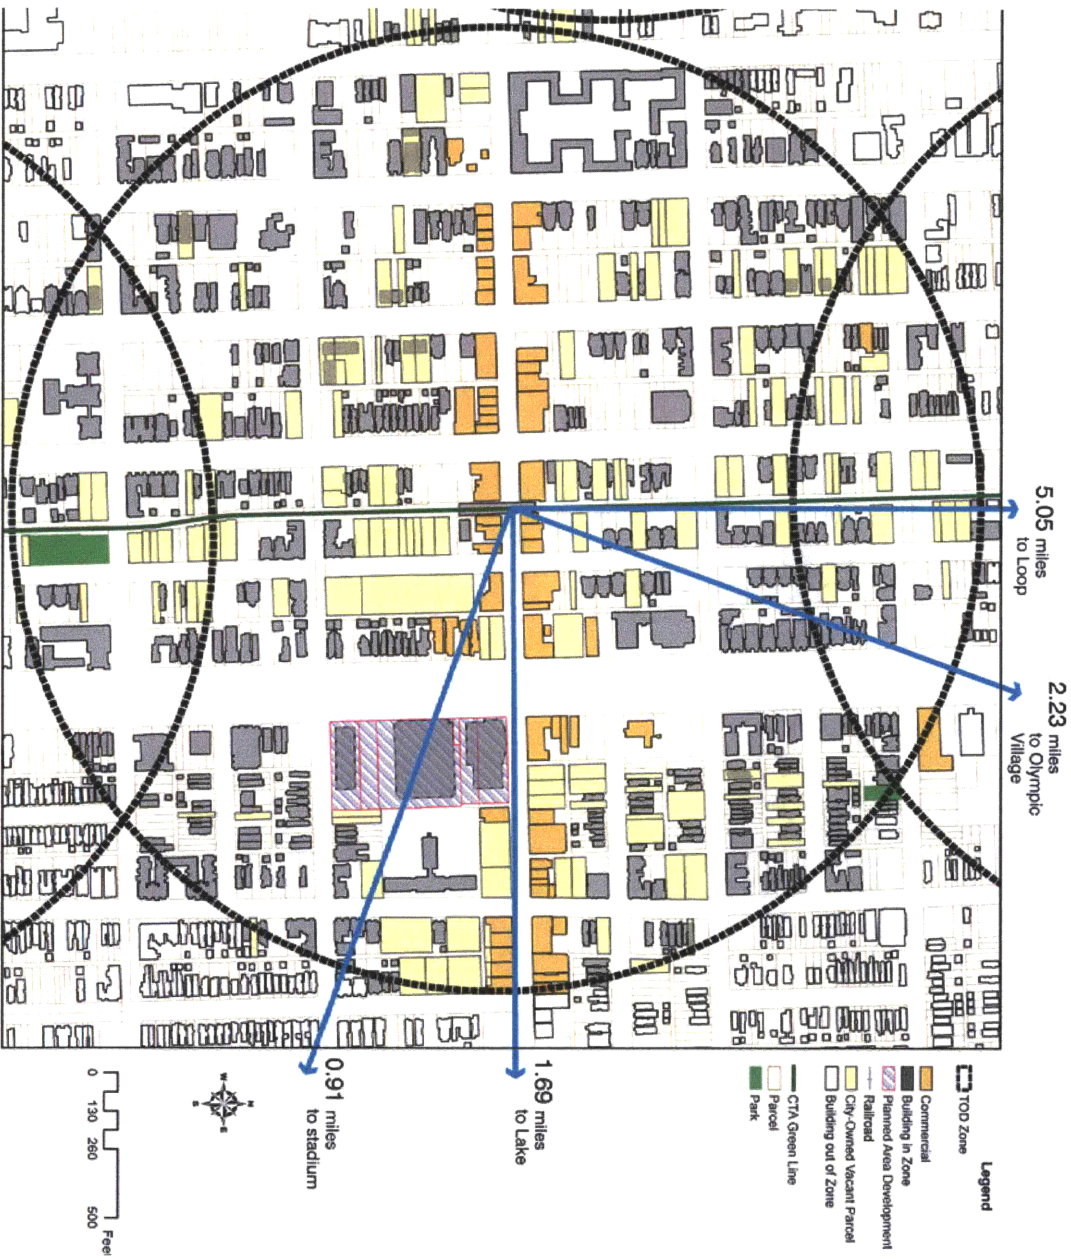 5.05 miles
to Loop
2.23 miles
to Olympic
Village
1.69 miles
to Lake
0.91 miles
to stadium
Legend
TOD Zone
Commercial
Building in Zone
Planned Area Development
Railroad
City-Owned Vacant Parcel
Building out of Zone
CTA Green Line
Parcel
Park
N
W
E
S
0 130 260 500
Feet